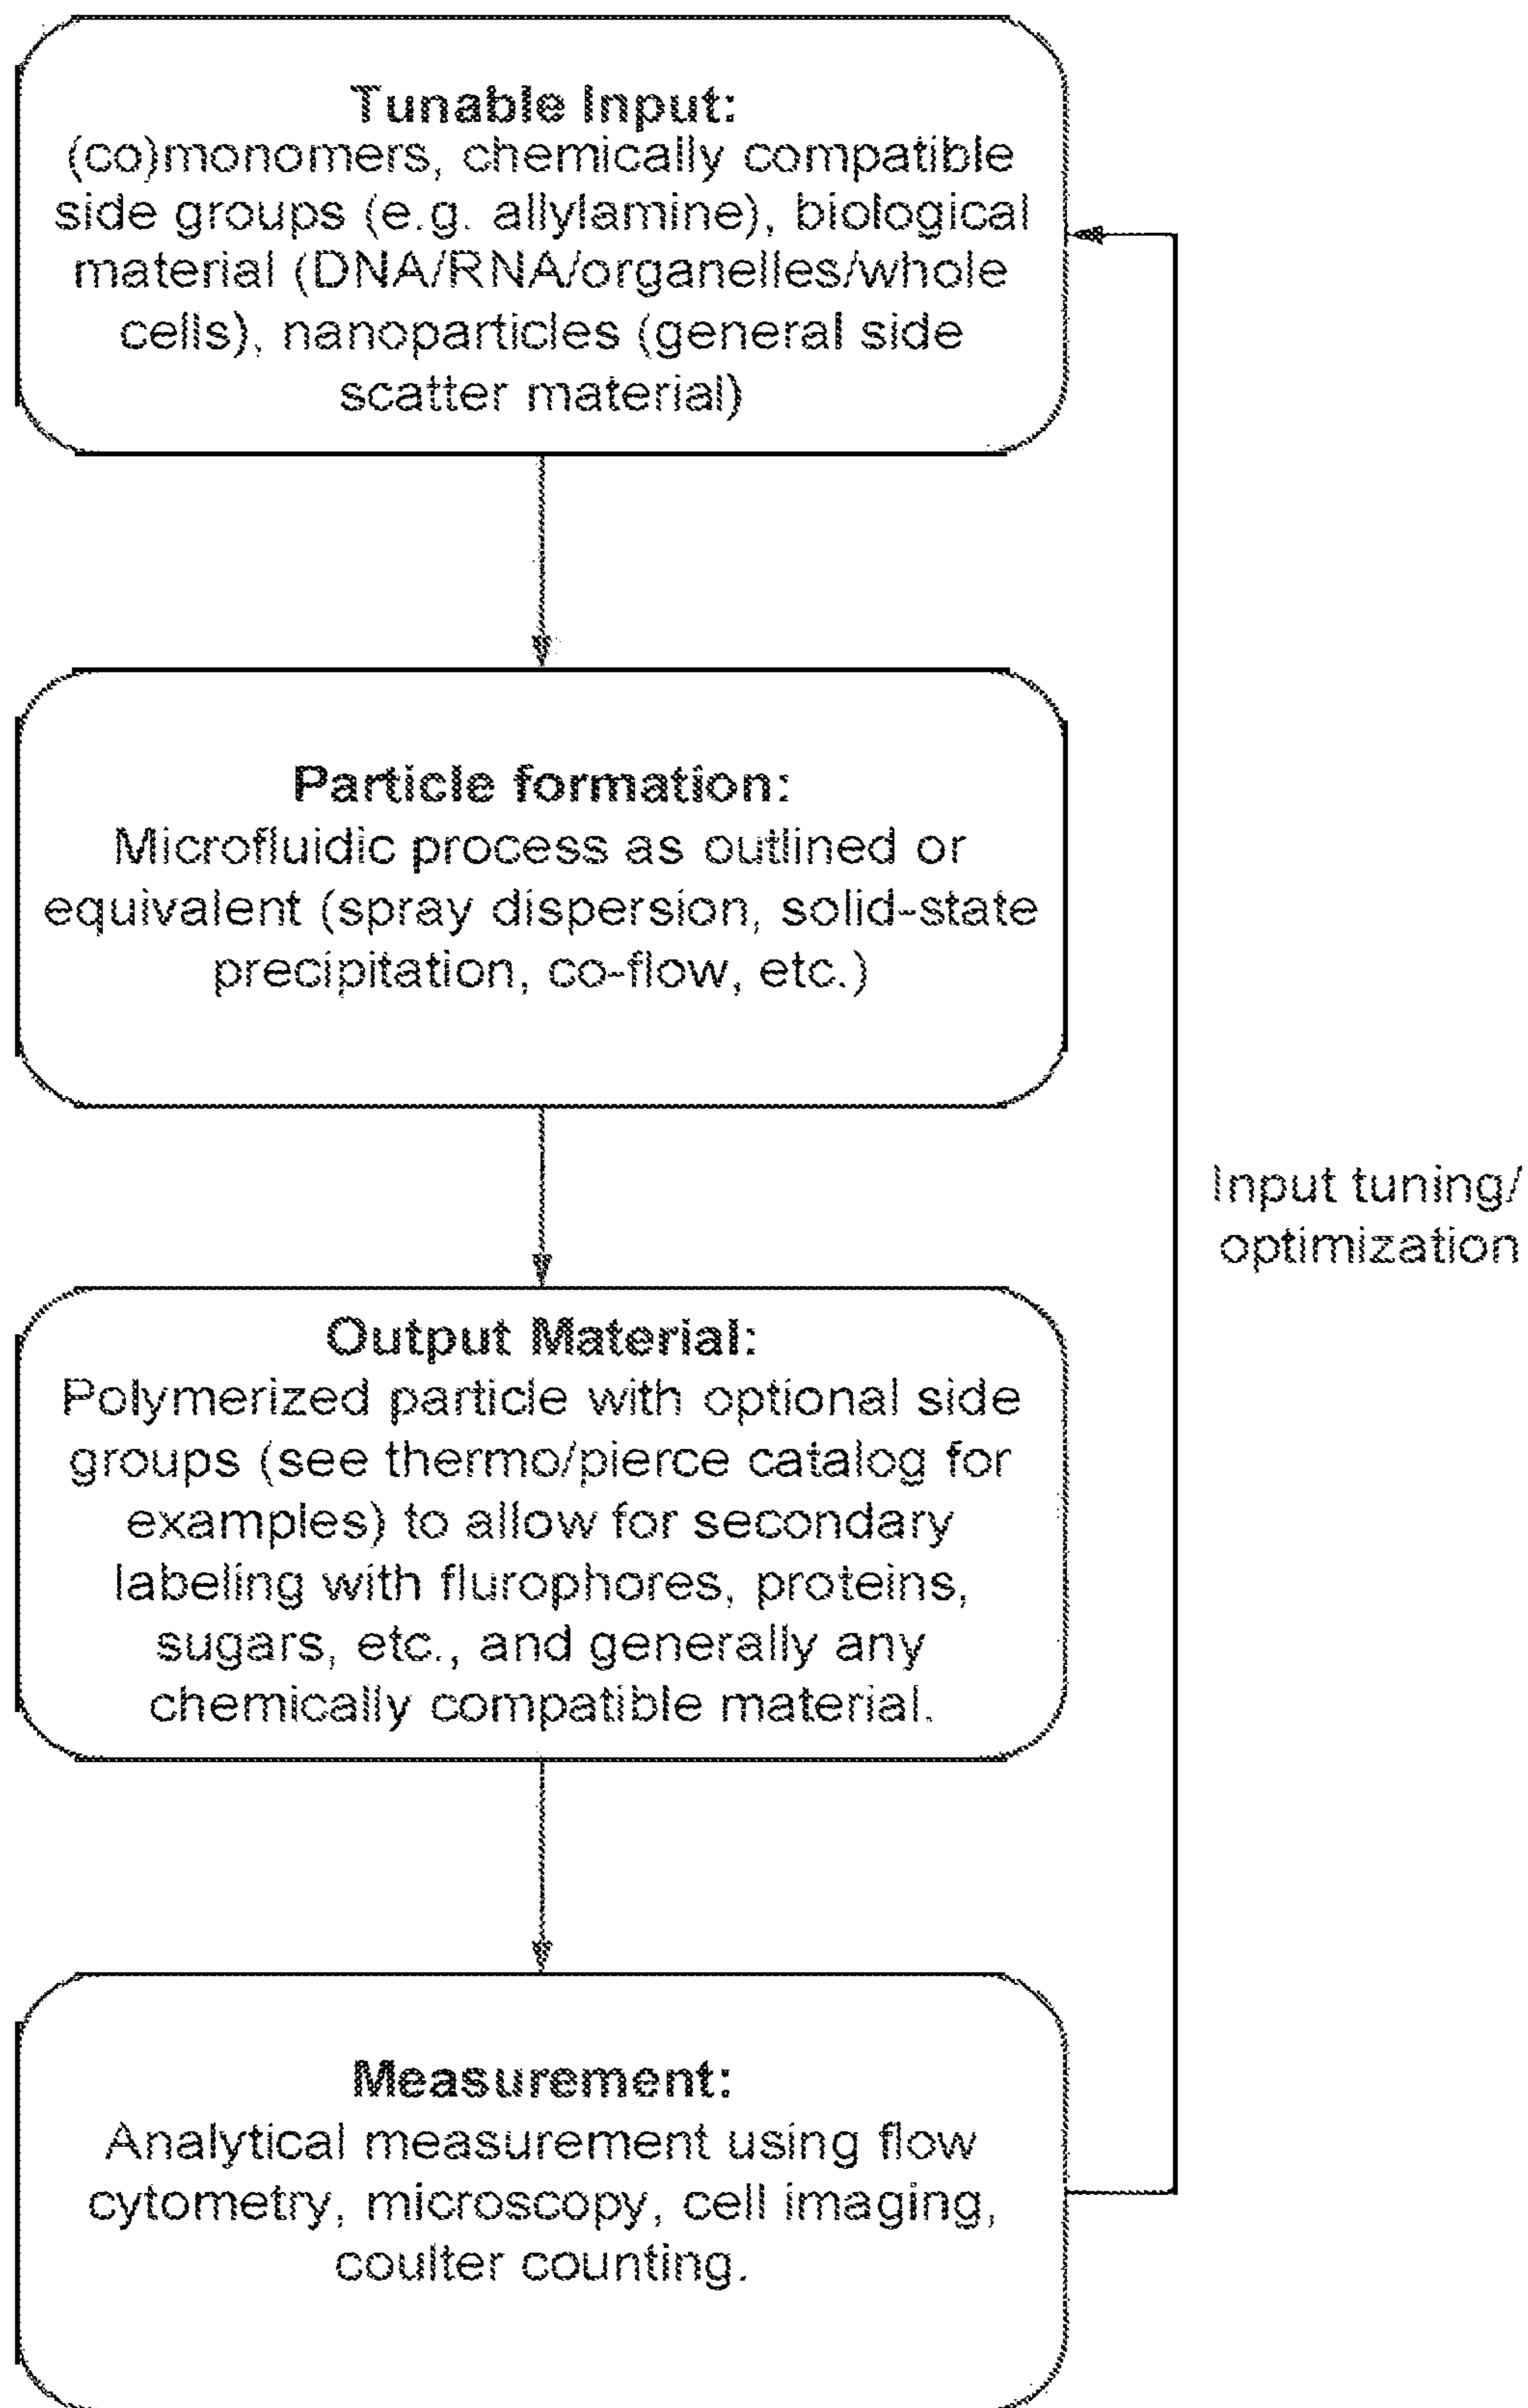 Tunable Input:
(co)monomers, chemically compatible
side groups (e.g. allylamine), biological
material (DNA/RNA/organelles/whole
cells), nanoparticles (general side
scatter material)
Particle formation:
Microfluidic process as outlined or
equivalent (spray dispersion, solid-state
precipitation, co-flow, etc.)
Input tuning/
optimization
Output Material:
Polymerized particle with optional side
groups (see thermo/pierce catalog for
examples) to allow for secondary
labeling with flurophores, proteins,
sugars, etc., and generally any
chemically compatible material.
Measurement:
Analytical measurement using flow
cytometry, microscopy, cell imaging,
coulter counting.